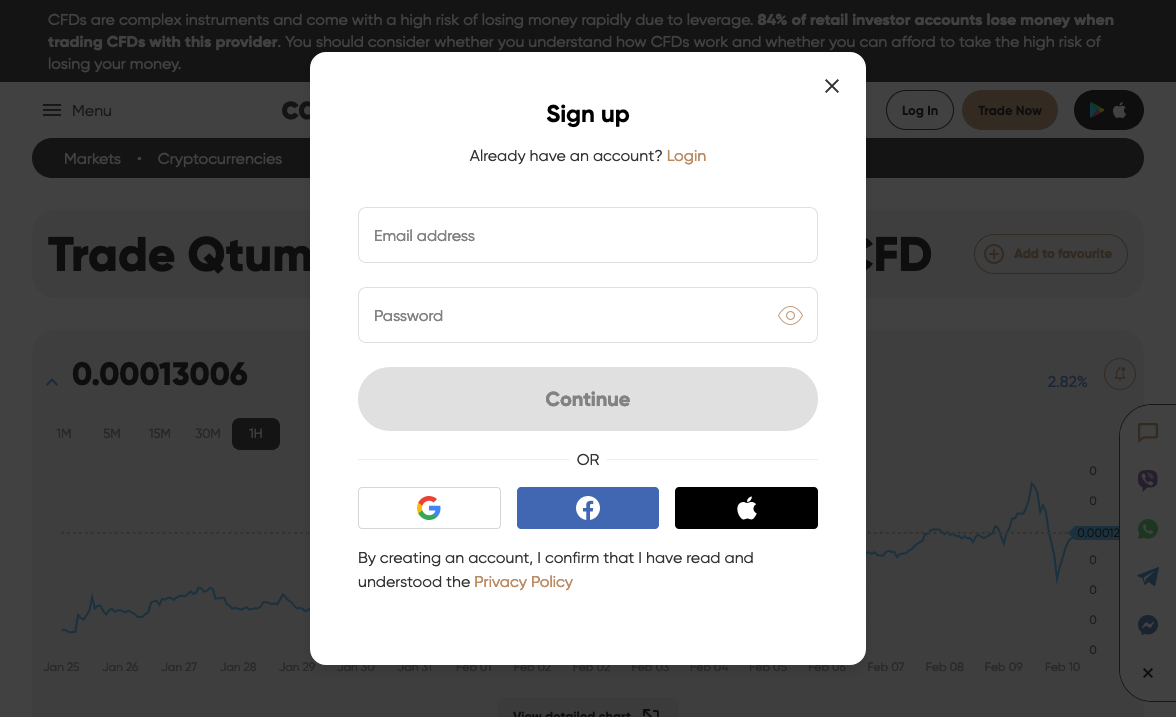 CFDs are complex instruments and come with a high risk of losing money rapidly due to leverage. 84% of retail investor accounts lose money when
trading CFDs with this provider. You should consider whether you understand how CFDs work and whether you can afford to take the high risk of
losing your money.
Menu
Log In
Trade Now
Markets • Cryptocurrencies
Trade Qtum
CFD
Add to favourite
0.00013006
2.82%
1M 5M 15M 30M 1H
Sign up
Already have an account? Login
Email address
Password
Continue
OR
By creating an account, I confirm that I have read and
understood the Privacy Policy
0
0
0.00012
0
0
0
0
Jan 25 Jan 26 Jan 27 Jan 28 Jan 29 Jan 30 Jan 31 Feb 01 Feb 02 Feb 02 Feb 03 Feb 04 Feb 05 Feb 06 Feb 07 Feb 08 Feb 09 Feb 10
View detailed chart